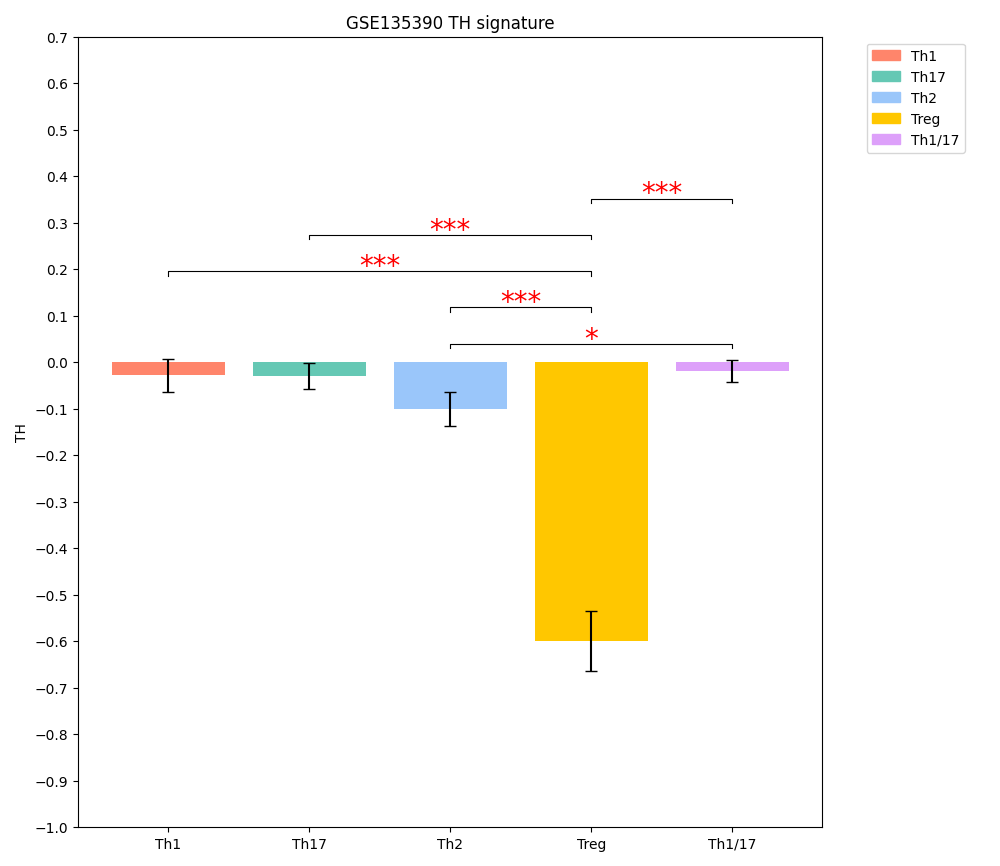 GSE135390 TH signature
0.7
0.6
0.5
0.4
0.3
0.2
0.1
0.0
−0.1
−0.2
−0.3
−0.4
−0.5
−0.6
−0.7
−0.8
−0.9
−1.0
TH
***
***
***
***
*
Th1
Th17
Th2
Treg
Th1/17
Th1
Th17
Th2
Treg
Th1/17